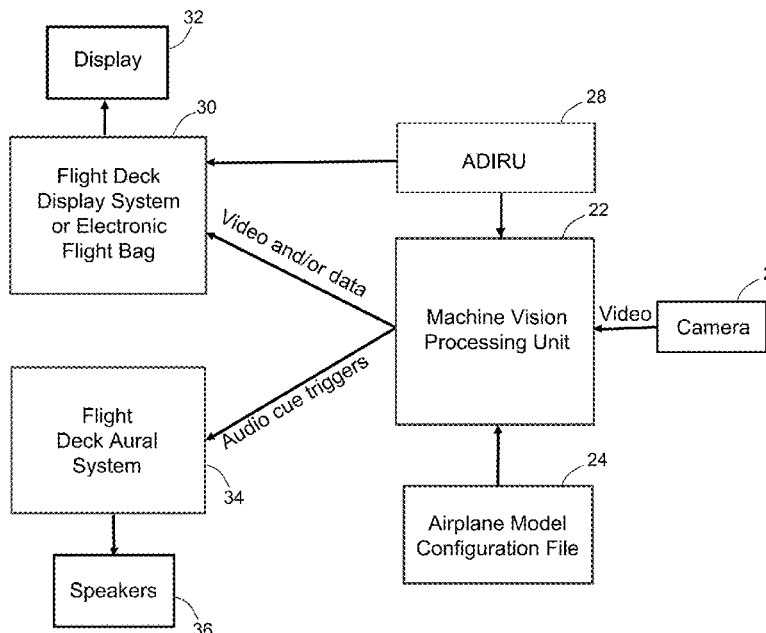 32
Display
30
Flight Deck
Display System
or Electronic
Flight Bag
28
ADIRU
22
Video and/or data
Machine Vision
Processing Unit
Video
Camera
Audio cue triggers
Flight
Deck Aural
System
34
24
Airplane Model
Configuration File
Speakers
36